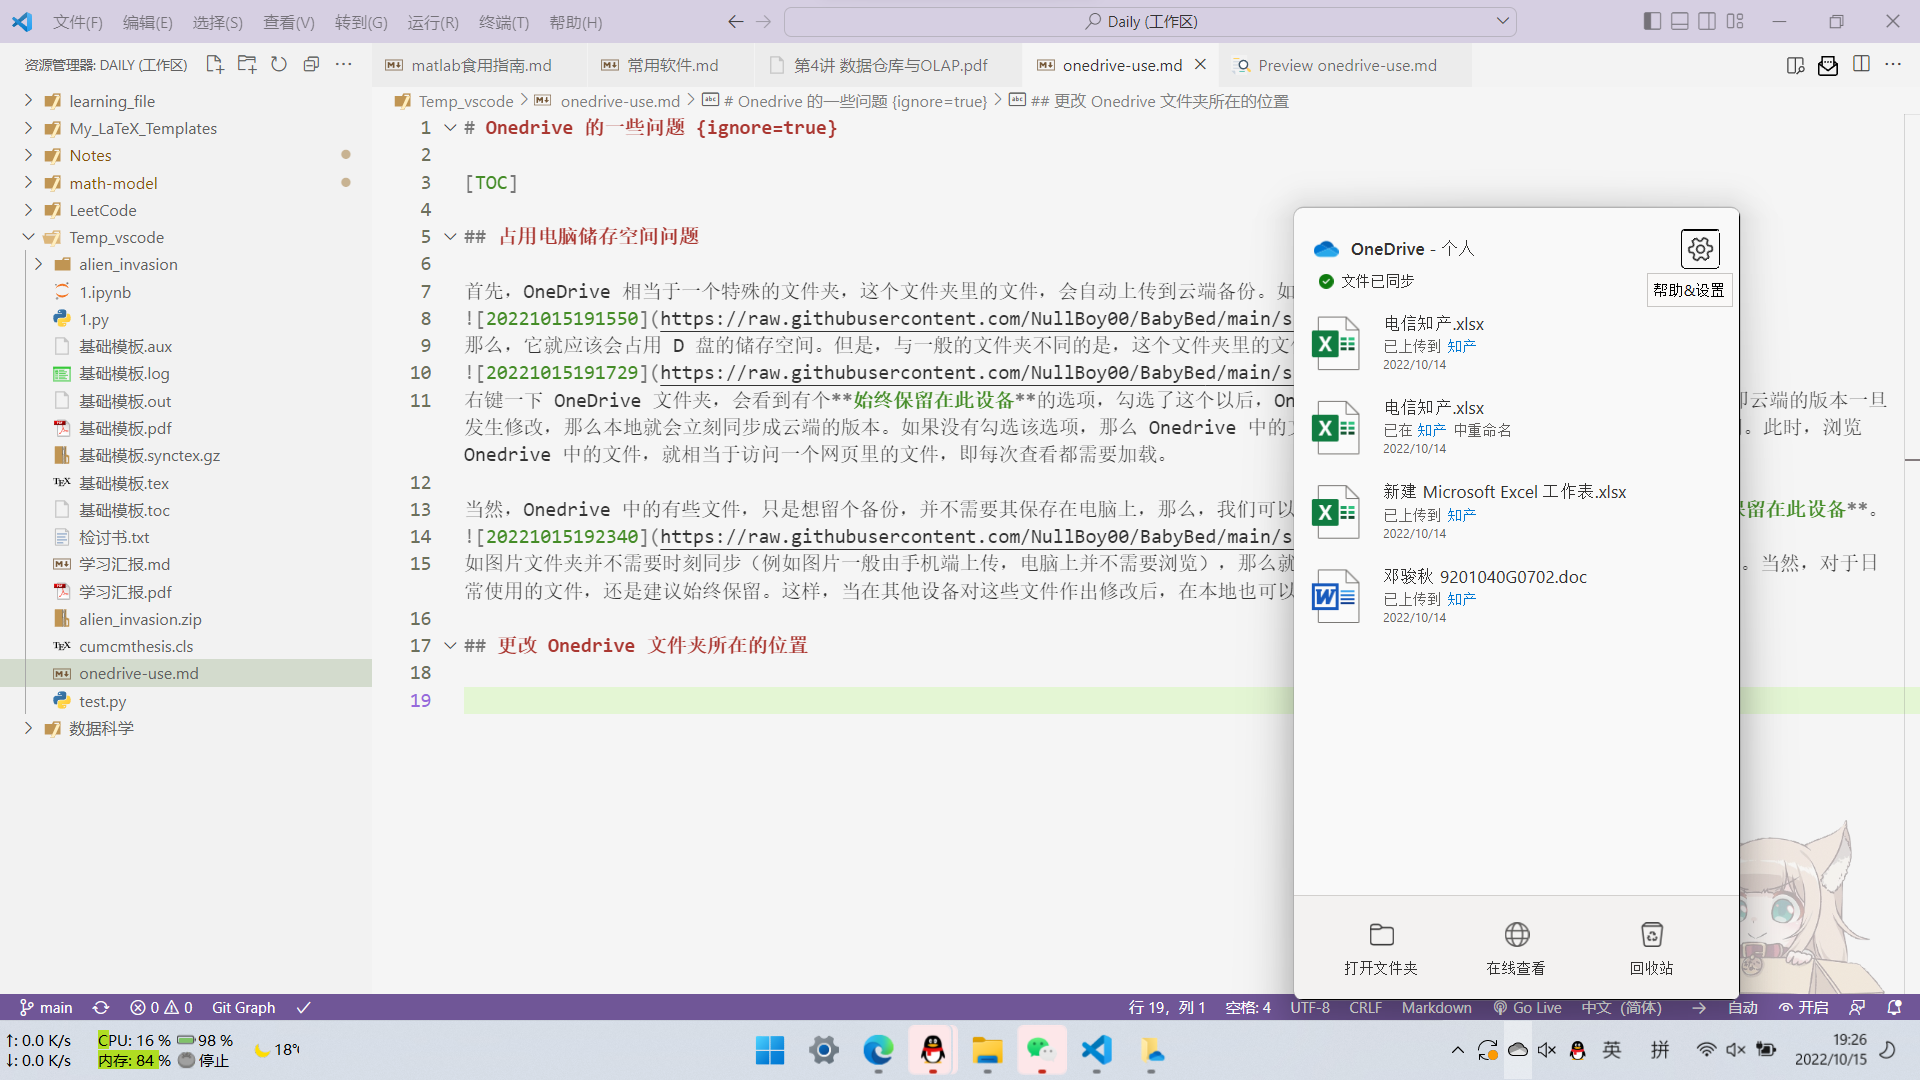 文件(F) 编辑(E) 选择(S) 查看(V) 转到(G) 运行(R) 终端(T) 帮助(H)
Daily (工作区)
资源管理器: DAILY (工作区)
matlab食用指南.md
常用软件.md
第4讲 数据仓库与OLAP.pdf
onedrive-use.md
Preview onedrive-use.md
Temp_vscode > onedrive-use.md > # Onedrive 的一些问题 {ignore=true} > ## 更改 Onedrive 文件夹所在的位置
learning_file
My_LaTeX_Templates
Notes
math-model
LeetCode
Temp_vscode
alien_invasion
1.ipynb
1.py
基础模板.aux
基础模板.log
基础模板.out
基础模板.pdf
基础模板.synctex.gz
基础模板.tex
基础模板.toc
检讨书.txt
学习汇报.md
学习汇报.pdf
alien_invasion.zip
cumcmthesis.cls
onedrive-use.md
test.py
数据科学
1 # Onedrive 的一些问题 {ignore=true}
2
3 [TOC]
4
5 ## 占用电脑储存空间问题
6
7 首先，OneDrive 相当于一个特殊的文件夹，这个文件夹里的文件，会自动上传到云端备份。如
8 ![20221015191550](https://raw.githubusercontent.com/NullBoy00/BabyBed/main/s
9 那么，它就应该会占用 D 盘的储存空间。但是，与一般的文件夹不同的是，这个文件夹里的文
10 ![20221015191729](https://raw.githubusercontent.com/NullBoy00/BabyBed/main/s
11 右键一下 OneDrive 文件夹，会看到有个**始终保留在此设备**的选项，勾选了这个以后，On 即云端的版本一旦
发生修改，那么本地就会立刻同步成云端的版本。如果没有勾选该选项，那么 Onedrive 中的文 。此时，浏览
Onedrive 中的文件，就相当于访问一个网页里的文件，即每次查看都需要加载。
12
13 当然，Onedrive 中的有些文件，只是想留个备份，并不需要其保存在电脑上，那么，我们可以 留在此设备**。
14 ![20221015192340](https://raw.githubusercontent.com/NullBoy00/BabyBed/main/s
15 如图片文件夹并不需要时刻同步（例如图片一般由手机端上传，电脑上并不需要浏览），那么就 。当然，对于日
常使用的文件，还是建议始终保留。这样，当在其他设备对这些文件作出修改后，在本地也可以
16
17 ## 更改 Onedrive 文件夹所在的位置
18
19
OneDrive - 个人
文件已同步
帮助&设置
电信知产.xlsx
已上传到 知产
2022/10/14
电信知产.xlsx
已在 知产 中重命名
2022/10/14
新建 Microsoft Excel 工作表.xlsx
已上传到 知产
2022/10/14
邓骏秋 9201040G0702.doc
已上传到 知产
2022/10/14
打开文件夹 在线查看 回收站
main 0 0 Git Graph 行 19，列 1 空格: 4 UTF-8 CRLF Markdown Go Live 中文 (简体) 自动 开启
↑: 0.0 K/s CPU: 16 % 98 %
↓: 0.0 K/s 内存: 84 % 停止
18°
英 拼
19:26
2022/10/15